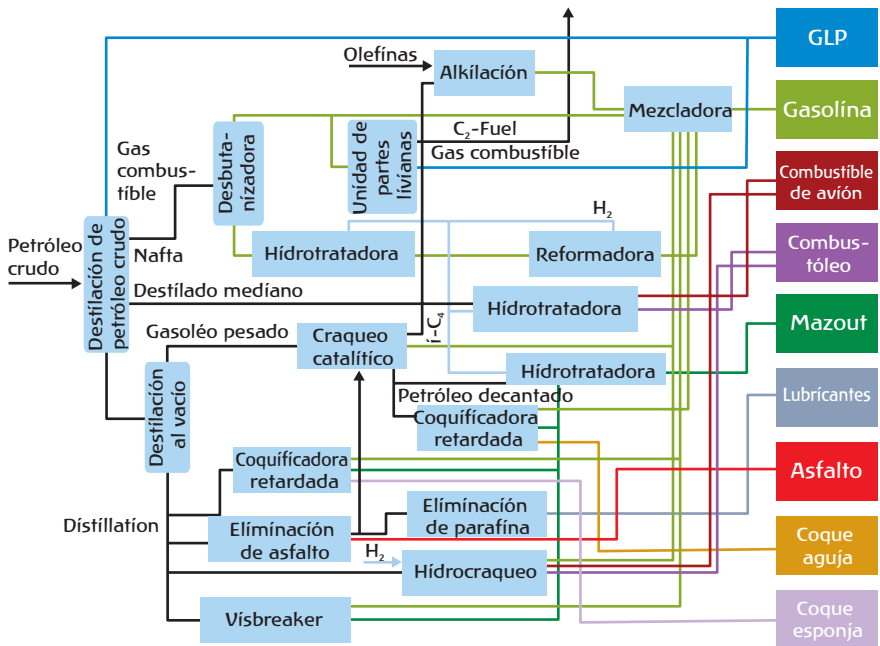 GLP
Olefínas
Alkilacíón
Gasolína
Mezcladora
C₂-Fuel
Gas combustíble
Unidad de
partes
lívíanas
Desbuta-
nízadora
Gas
combus-
tíble
Combustíble
de avíón
H₂
Petróleo
crudo
Destílacíón de
petróleo crudo
Nafta
Hídrotratadora
Reformadora
Combus-
tóleo
Destílado medíano
Hídrotratadora
í-C₄
Gasoléo pesado
Craqueo
catalítíco
Mazout
Hídrotratadora
Petróleo decantado
Lubrícantes
Destílacíón
al vacío
Coquífícadora
retardada
Coquífícadora
retardada
Asfalto
Dístíllatíon
Elímínacíón
de asfalto
Elímínacíón
de parafína
Coque
aguja
H₂
Hídrocraqueo
Vísbreaker
Coque
esponja